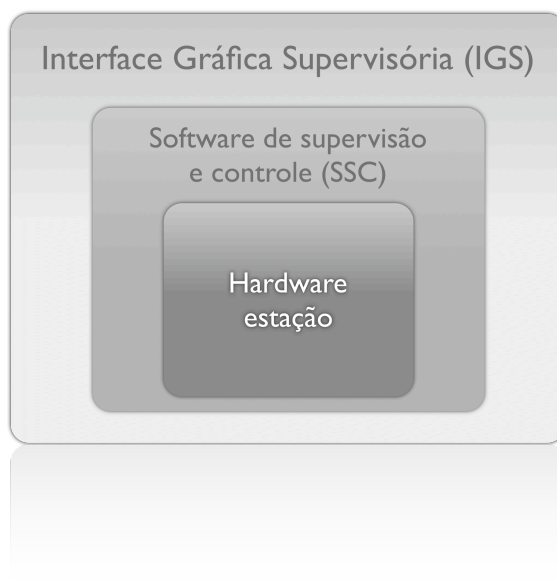 Interface Gráfica Supervisória (IGS)
Software de supervisão
e controle (SSC)
Hardware
estação